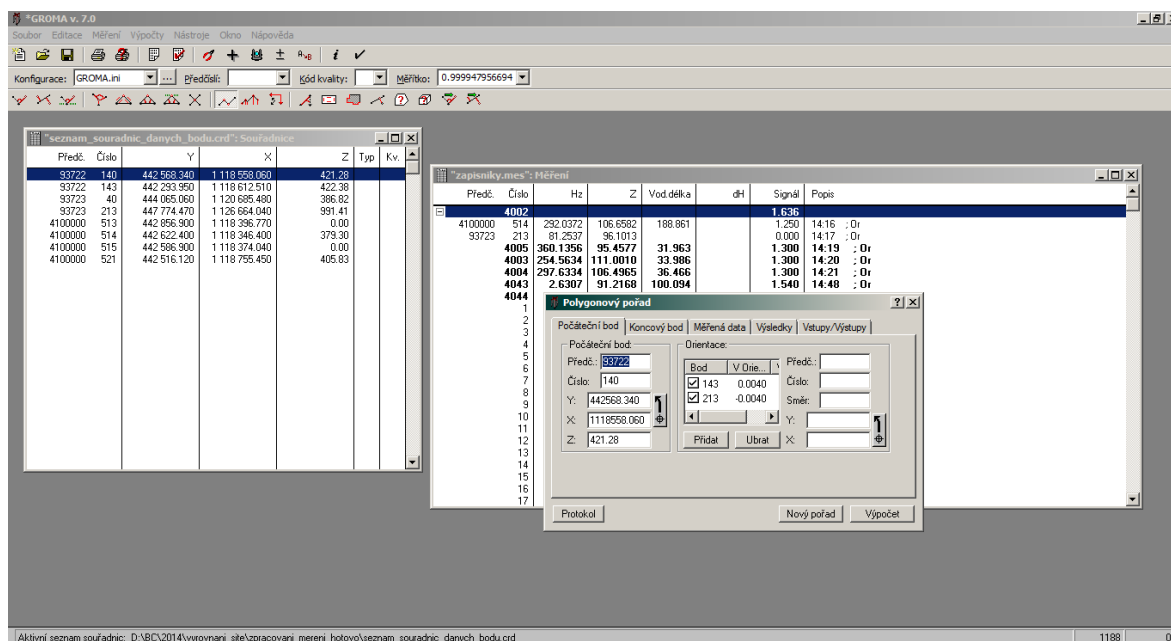 *GROMA v. 7.0
Soubor Editace Měření Výpočty Nástroje Okno Nápověda
Konfigurace: GROMA.ini ... Předčíslí: Kód kvality: Měřítko: 0.999947956694
"seznam_souradnic_danych_bodu.crd": Souřadnice
Předč. Číslo Y X Z Typ Kv.
93722 140 442 568.340 1 118 558.060 421.28
93722 143 442 293.950 1 118 612.510 422.38
93723 40 444 065.060 1 120 685.480 386.82
93723 213 447 774.470 1 126 664.040 991.41
4100000 513 442 856.900 1 118 396.770 0.00
4100000 514 442 622.400 1 118 346.400 379.30
4100000 515 442 586.900 1 118 374.040 0.00
4100000 521 442 516.120 1 118 755.450 405.83
"zapisniky.mes": Měření
Předč. Číslo Hz Z Vod.délka dH Signál Popis
4002 1.636
4100000 514 292.0372 106.6582 188.861 1.250 14:16 ; Or
93723 213 81.2537 96.1013 0.000 14:17 ; Or
4005 360.1356 95.4577 31.963 1.300 14:19 ; Or
4003 254.5634 111.0010 33.986 1.300 14:20 ; Or
4004 297.6334 106.4965 36.466 1.300 14:21 ; Or
4043 2.6307 91.2168 100.094 1.540 14:48 ; Or
4044
1
2
3
4
5
6
7
8
9
10
11
12
13
14
15
16
17
Polygonový pořad
Počáteční bod Koncový bod Měřená data Výsledky Vstupy/Výstupy
Počáteční bod:
Předč.: 93722
Číslo: 140
Y: 442568.340
X: 1118558.060
Z: 421.28
Orientace:
Bod V Orie...
143 0.0040
213 -0.0040
Přidat Ubrat
Předč.:
Číslo:
Směr:
Y:
X:
Protokol Nový pořad Výpočet
Aktivní seznam souřadnic: D:\BC\2014\vyrovnani_site\zpracovani_mereni_hotovo\seznam_souradnic_danych_bodu.crd 1188 0